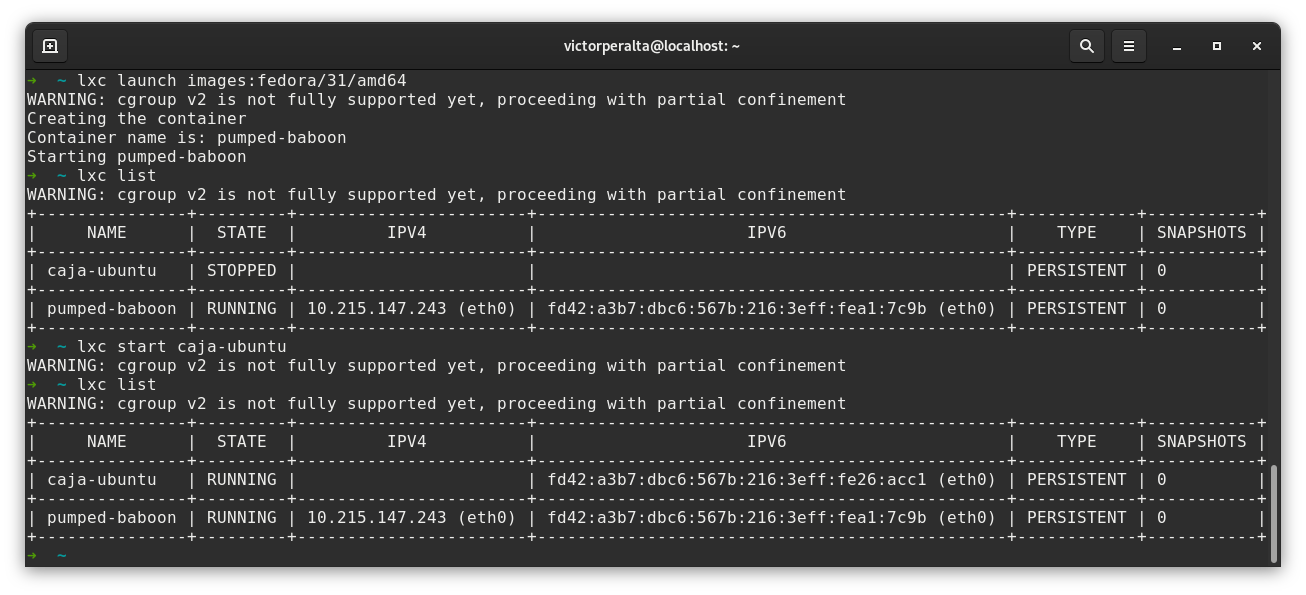 victorperalta@localhost: ~
➜  ~ lxc launch images:fedora/31/amd64
WARNING: cgroup v2 is not fully supported yet, proceeding with partial confinement
Creating the container
Container name is: pumped-baboon
Starting pumped-baboon
➜  ~ lxc list
WARNING: cgroup v2 is not fully supported yet, proceeding with partial confinement
+---------------+---------+-----------------------+-----------------------------------------------+------------+-----------+
|     NAME      |  STATE  |         IPV4          |                     IPV6                      |    TYPE    | SNAPSHOTS |
+---------------+---------+-----------------------+-----------------------------------------------+------------+-----------+
| caja-ubuntu   | STOPPED |                       |                                               | PERSISTENT | 0         |
+---------------+---------+-----------------------+-----------------------------------------------+------------+-----------+
| pumped-baboon | RUNNING | 10.215.147.243 (eth0) | fd42:a3b7:dbc6:567b:216:3eff:fea1:7c9b (eth0) | PERSISTENT | 0         |
+---------------+---------+-----------------------+-----------------------------------------------+------------+-----------+
➜  ~ lxc start caja-ubuntu
WARNING: cgroup v2 is not fully supported yet, proceeding with partial confinement
➜  ~ lxc list
WARNING: cgroup v2 is not fully supported yet, proceeding with partial confinement
+---------------+---------+-----------------------+-----------------------------------------------+------------+-----------+
|     NAME      |  STATE  |         IPV4          |                     IPV6                      |    TYPE    | SNAPSHOTS |
+---------------+---------+-----------------------+-----------------------------------------------+------------+-----------+
| caja-ubuntu   | RUNNING |                       | fd42:a3b7:dbc6:567b:216:3eff:fe26:acc1 (eth0) | PERSISTENT | 0         |
+---------------+---------+-----------------------+-----------------------------------------------+------------+-----------+
| pumped-baboon | RUNNING | 10.215.147.243 (eth0) | fd42:a3b7:dbc6:567b:216:3eff:fea1:7c9b (eth0) | PERSISTENT | 0         |
+---------------+---------+-----------------------+-----------------------------------------------+------------+-----------+
➜  ~